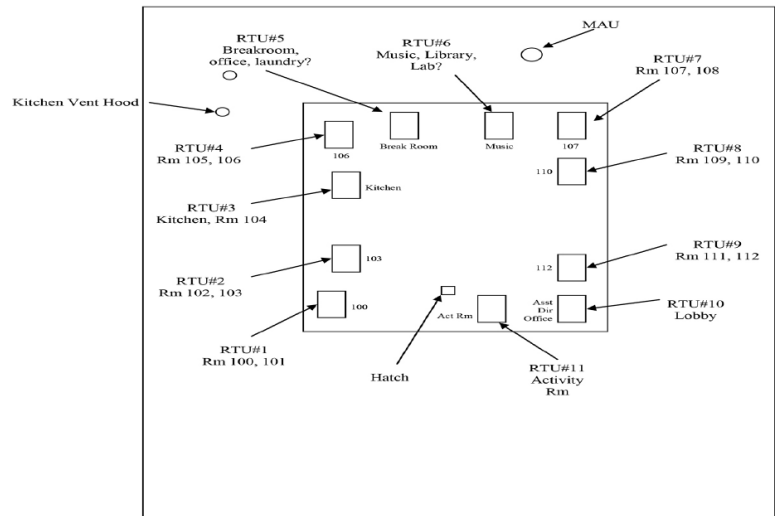 MAU
RTU#5
Breakroom,
office, laundry?
RTU#6
Music, Library,
Lab?
RTU#7
Rm 107, 108
Kitchen Vent Hood
RTU#4
Rm 105, 106
106
Break Room
Music
107
RTU#8
Rm 109, 110
110
RTU#3
Kitchen, Rm 104
Kitchen
RTU#2
Rm 102, 103
103
112
RTU#9
Rm 111, 112
RTU#1
Rm 100, 101
100
Hatch
Act Rm
Asst
Dir
Office
RTU#10
Lobby
RTU#11
Activity
Rm